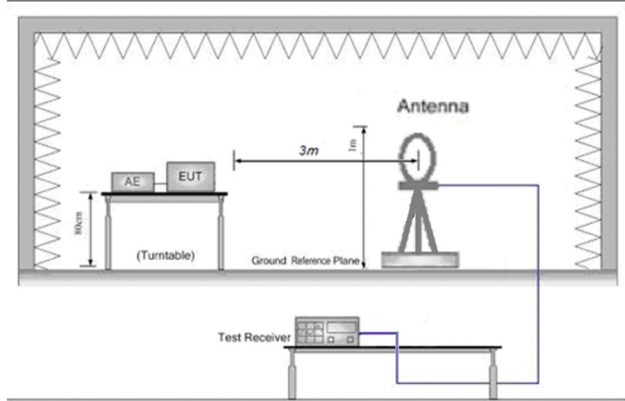 Antenna
3m
1m
AE
EUT
80cm
(Turntable)
Ground Reference Plane
Test Receiver